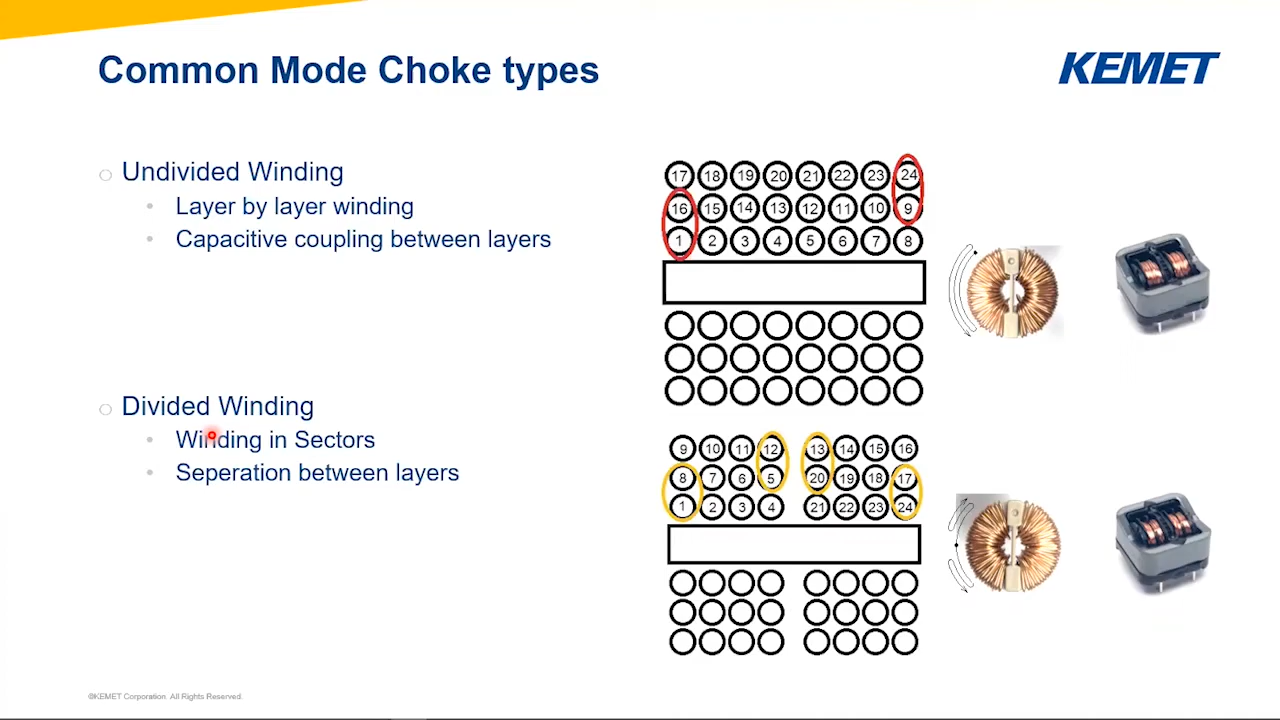 Common Mode Choke types
KEMET
Undivided Winding
Layer by layer winding
Capacitive coupling between layers
17 18 19 20 21 22 23 24
16 15 14 13 12 11 10 9
1 2 3 4 5 6 7 8
Divided Winding
Winding in Sectors
Seperation between layers
9 10 11 12 13 14 15 16
8 7 6 5 20 19 18 17
1 2 3 4 21 22 23 24
©KEMET Corporation. All Rights Reserved.